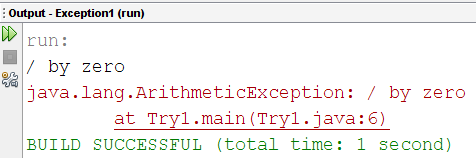 Output - Exception1 (run)
run:
/ by zero
java.lang.ArithmeticException: / by zero
at Try1.main(Try1.java:6)
BUILD SUCCESSFUL (total time: 1 second)